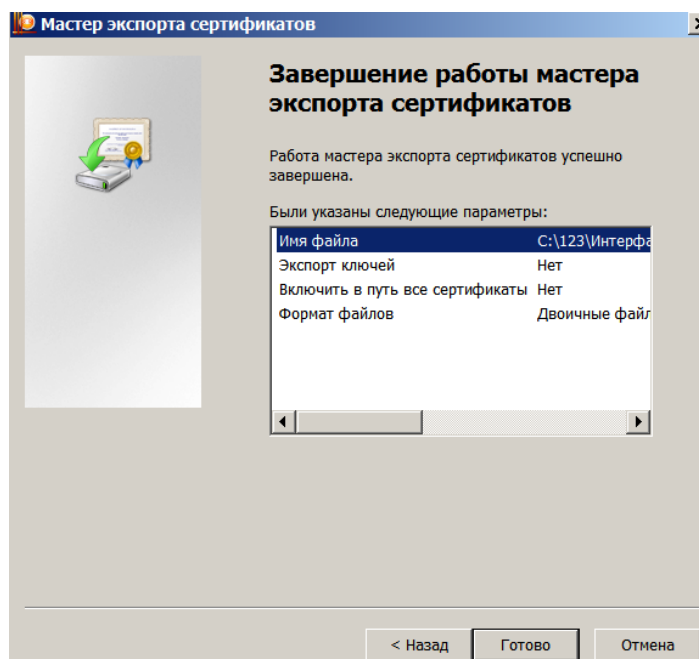 Мастер экспорта сертификатов
Завершение работы мастера
экспорта сертификатов
Работа мастера экспорта сертификатов успешно
завершена.
Были указаны следующие параметры:
Имя файла C:\123\Интерфа
Экспорт ключей Нет
Включить в путь все сертификаты Нет
Формат файлов Двоичные файл
< Назад Готово Отмена